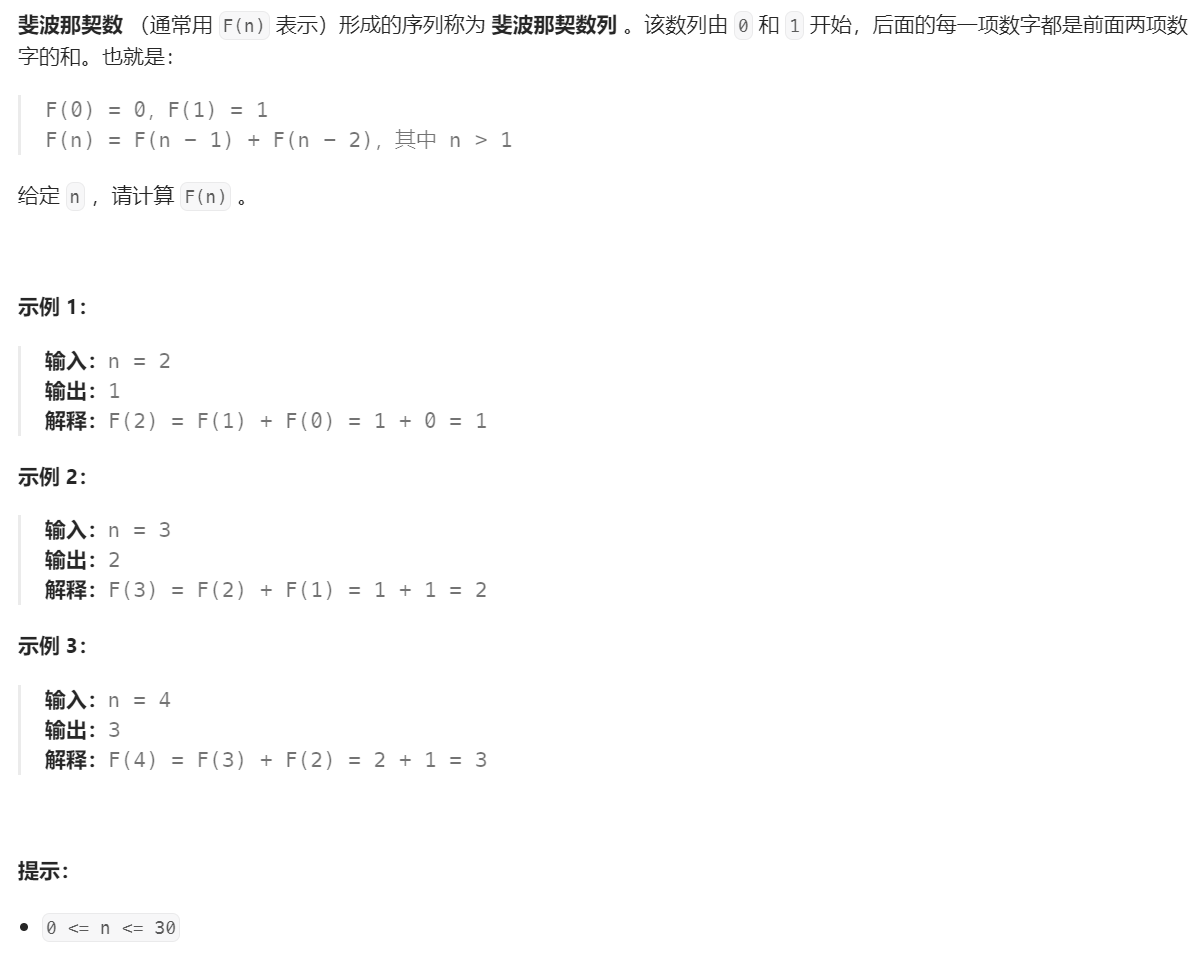 斐波那契数 （通常用 F(n) 表示）形成的序列称为 斐波那契数列 。该数列由 0 和 1 开始，后面的每一项数字都是前面两项数
字的和。也就是：
F(0) = 0, F(1) = 1
F(n) = F(n - 1) + F(n - 2)，其中 n > 1
给定 n ，请计算 F(n) 。
示例 1：
输入：n = 2
输出：1
解释：F(2) = F(1) + F(0) = 1 + 0 = 1
示例 2：
输入：n = 3
输出：2
解释：F(3) = F(2) + F(1) = 1 + 1 = 2
示例 3：
输入：n = 4
输出：3
解释：F(4) = F(3) + F(2) = 2 + 1 = 3
提示：
• 0 <= n <= 30